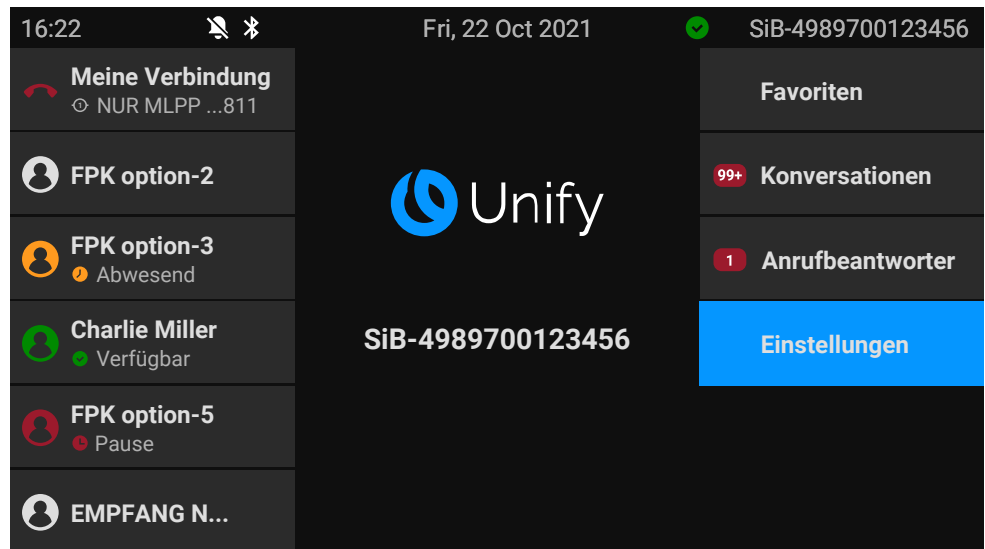 16:22
Fri, 22 Oct 2021
SiB-4989700123456
Meine Verbindung
NUR MLPP ...811
FPK option-2
FPK option-3
Abwesend
Charlie Miller
Verfügbar
FPK option-5
Pause
EMPFANG N...
Unify
SiB-4989700123456
Favoriten
99+ Konversationen
1 Anrufbeantworter
Einstellungen